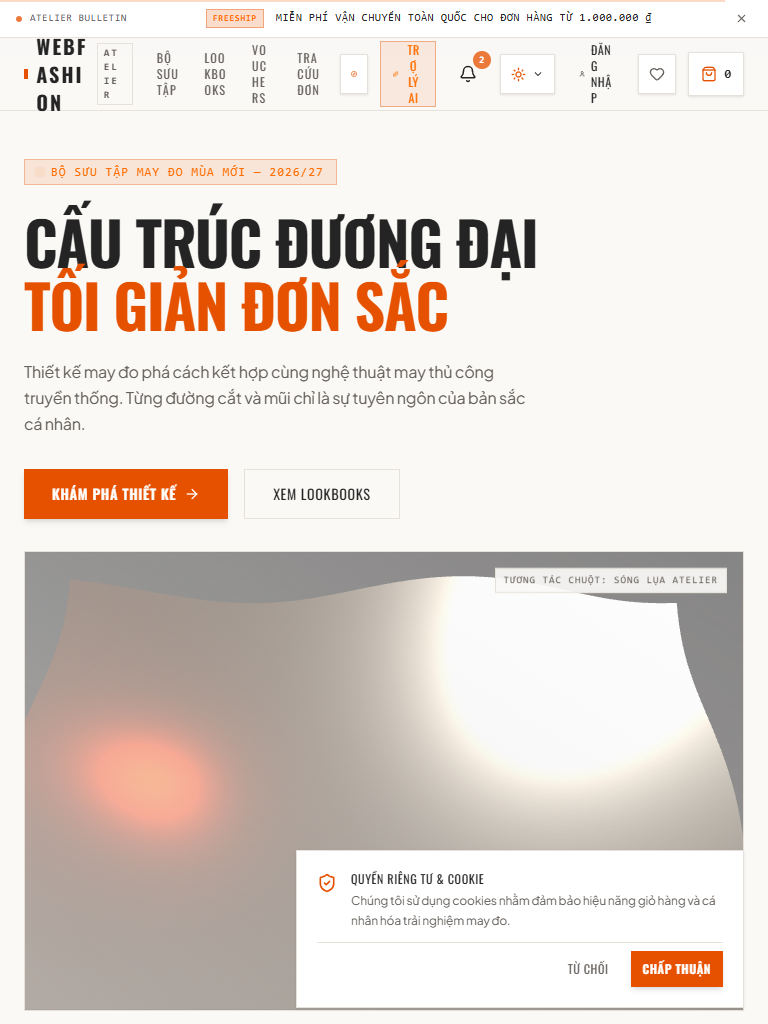 ATELIER BULLETIN
FREESHIP
MIỄN PHÍ VẬN CHUYỂN TOÀN QUỐC CHO ĐƠN HÀNG TỪ 1.000.000 ₫
WEBF
ASHI
ON
AT
EL
IE
R
BỘ
SƯU
TẬP
LOO
KBO
OKS
VO
UC
HE
RS
TRA
CỨU
ĐƠN
TR
Ợ
LÝ
AI
2
ĐĂN
G
NHẬ
P
0
BỘ SƯU TẬP MAY ĐO MÙA MỚI — 2026/27
CẤU TRÚC ĐƯƠNG ĐẠI
TỐI GIẢN ĐƠN SẮC
Thiết kế may đo phá cách kết hợp cùng nghệ thuật may thủ công
truyền thống. Từng đường cắt và mũi chỉ là sự tuyên ngôn của bản sắc
cá nhân.
KHÁM PHÁ THIẾT KẾ
XEM LOOKBOOKS
TƯƠNG TÁC CHUỘT: SÓNG LỤA ATELIER
QUYỀN RIÊNG TƯ & COOKIE
Chúng tôi sử dụng cookies nhằm đảm bảo hiệu năng giỏ hàng và cá
nhân hóa trải nghiệm may đo.
TỪ CHỐI
CHẤP THUẬN